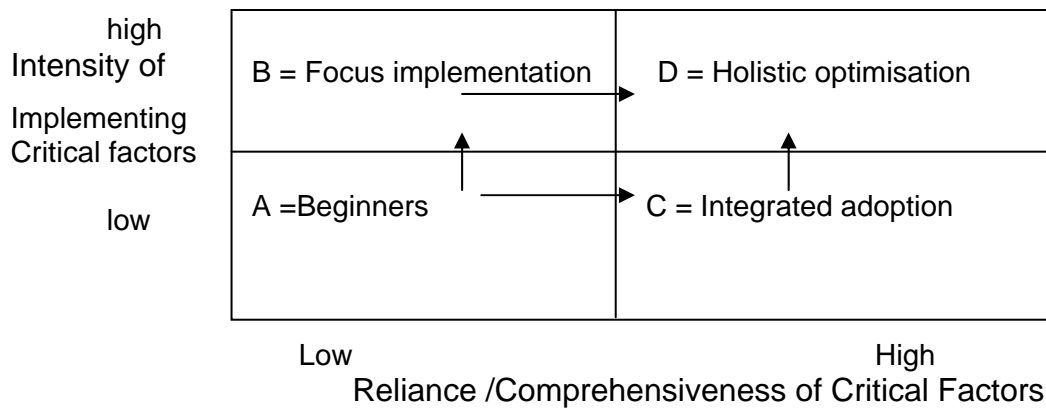 high
Intensity of
Implementing
Critical factors
low
B = Focus implementation
D = Holistic optimisation
A =Beginners
C = Integrated adoption
Low
High
Reliance /Comprehensiveness of Critical Factors